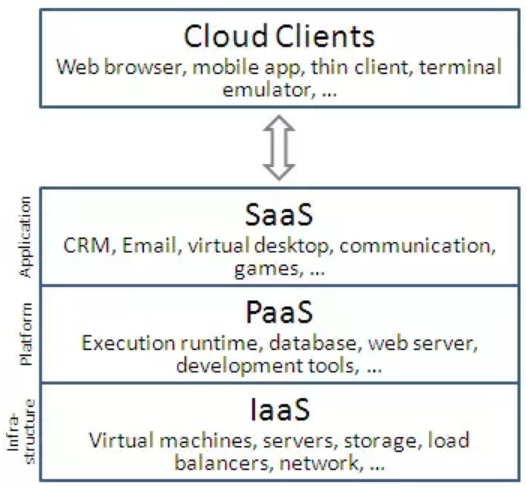 Cloud Clients
Web browser, mobile app, thin client, terminal
emulator, ...
Application
SaaS
CRM, Email, virtual desktop, communication,
games, ...
Platform
PaaS
Execution runtime, database, web server,
development tools, ...
Infra-
structure
IaaS
Virtual machines, servers, storage, load
balancers, network, ...